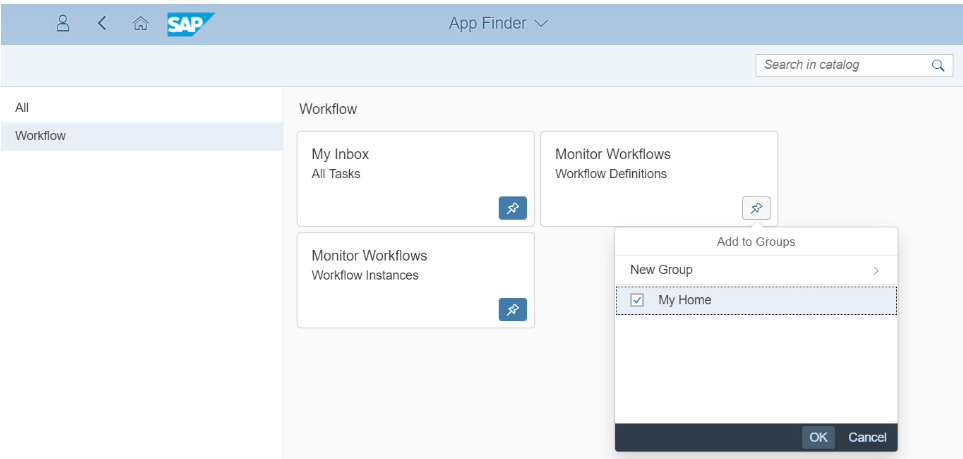 SAP
App Finder
Search in catalog
All
Workflow
Workflow
My Inbox
All Tasks
Monitor Workflows
Workflow Definitions
Monitor Workflows
Workflow Instances
Add to Groups
New Group
My Home
OK Cancel